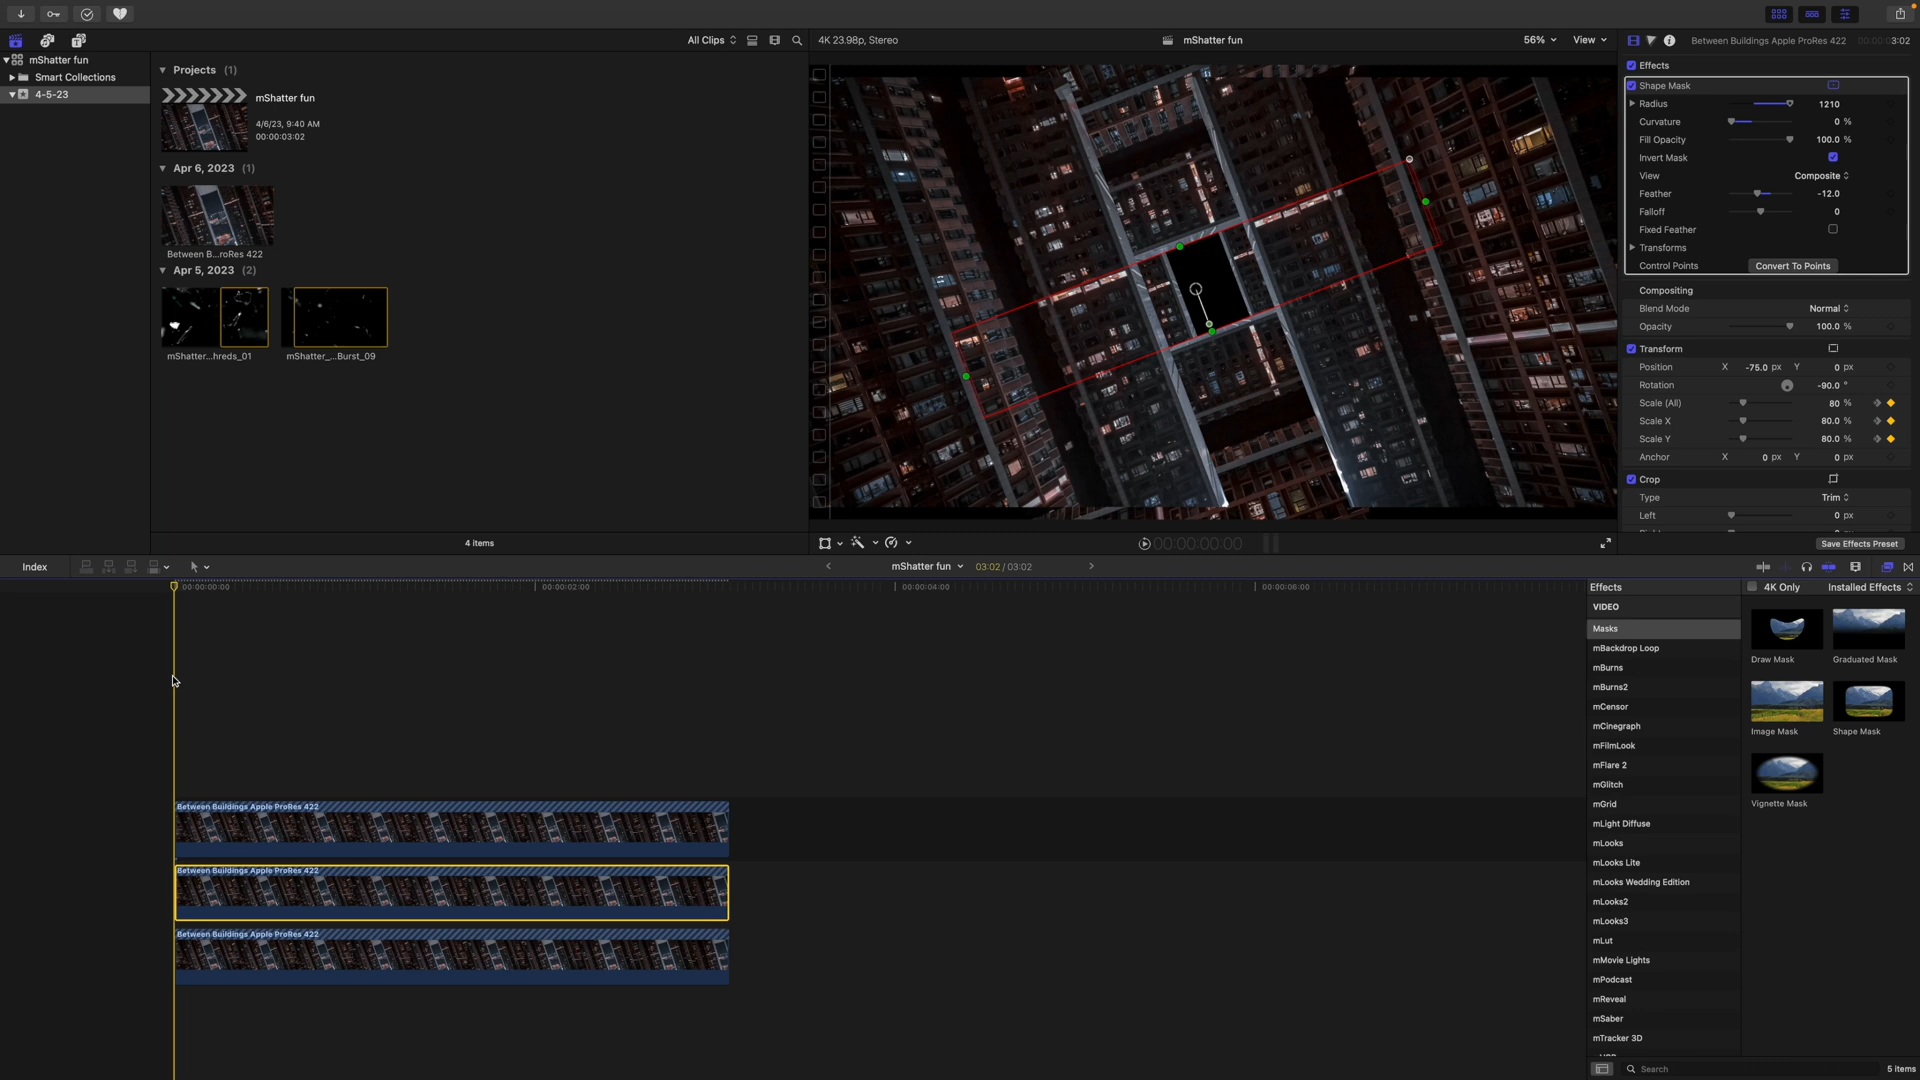 All Clips
4K 23.98p, Stereo
mShatter fun
56%
View
Between Buildings Apple ProRes 422
3:02
mShatter fun
Smart Collections
4-5-23
Projects (1)
mShatter fun
4/6/23, 9:40 AM
00:00:03:02
Apr 6, 2023 (1)
Between B...roRes 422
Apr 5, 2023 (2)
mShatter...hreds_01
mShatter_...Burst_09
4 items
00:00:00:00
Effects
Shape Mask
Radius 1210
Curvature 0 %
Fill Opacity 100.0 %
Invert Mask
View Composite
Feather -12.0
Falloff 0
Fixed Feather
Transforms
Control Points Convert To Points
Compositing
Blend Mode Normal
Opacity 100.0 %
Transform
Position X -75.0 px Y 0 px
Rotation -90.0 °
Scale (All) 80 %
Scale X 80.0 %
Scale Y 80.0 %
Anchor X 0 px Y 0 px
Crop
Type Trim
Left 0 px
Save Effects Preset
Index
mShatter fun
03:02 / 03:02
00:00:00:00
00:00:02:00
00:00:04:00
00:00:06:00
Between Buildings Apple ProRes 422
Between Buildings Apple ProRes 422
Between Buildings Apple ProRes 422
Effects
4K Only
Installed Effects
VIDEO
Masks
mBackdrop Loop
mBurns
mBurns2
mCensor
mCinegraph
mFilmLook
mFlare 2
mGlitch
mGrid
mLight Diffuse
mLooks
mLooks Lite
mLooks Wedding Edition
mLooks2
mLooks3
mLut
mMovie Lights
mPodcast
mReveal
mSaber
mTracker 3D
Draw Mask
Graduated Mask
Image Mask
Shape Mask
Vignette Mask
Search
5 items